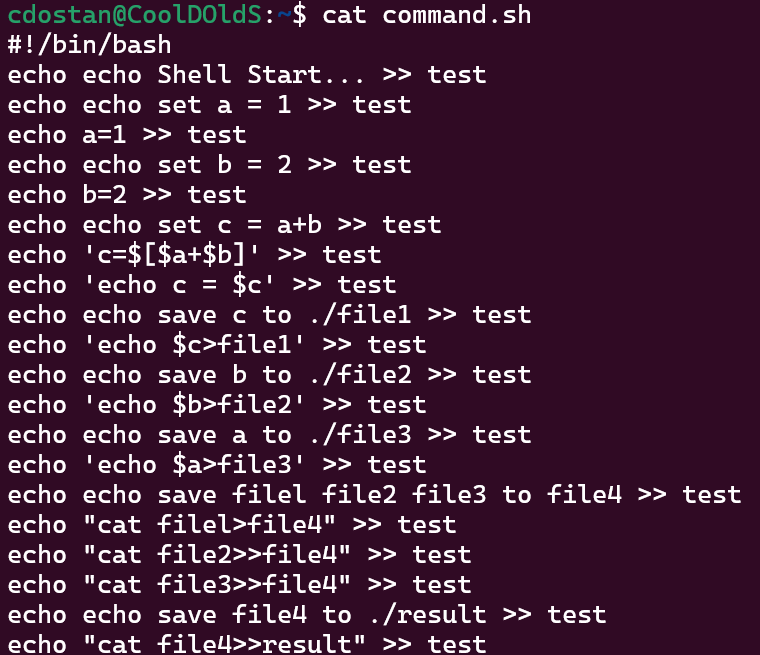 cdostan@CoolDOldS:~$ cat command.sh
#!/bin/bash
echo echo Shell Start... >> test
echo echo set a = 1 >> test
echo a=1 >> test
echo echo set b = 2 >> test
echo b=2 >> test
echo echo set c = a+b >> test
echo 'c=$[$a+$b]' >> test
echo 'echo c = $c' >> test
echo echo save c to ./file1 >> test
echo 'echo $c>file1' >> test
echo echo save b to ./file2 >> test
echo 'echo $b>file2' >> test
echo echo save a to ./file3 >> test
echo 'echo $a>file3' >> test
echo echo save filel file2 file3 to file4 >> test
echo "cat filel>file4" >> test
echo "cat file2>>file4" >> test
echo "cat file3>>file4" >> test
echo echo save file4 to ./result >> test
echo "cat file4>>result" >> test